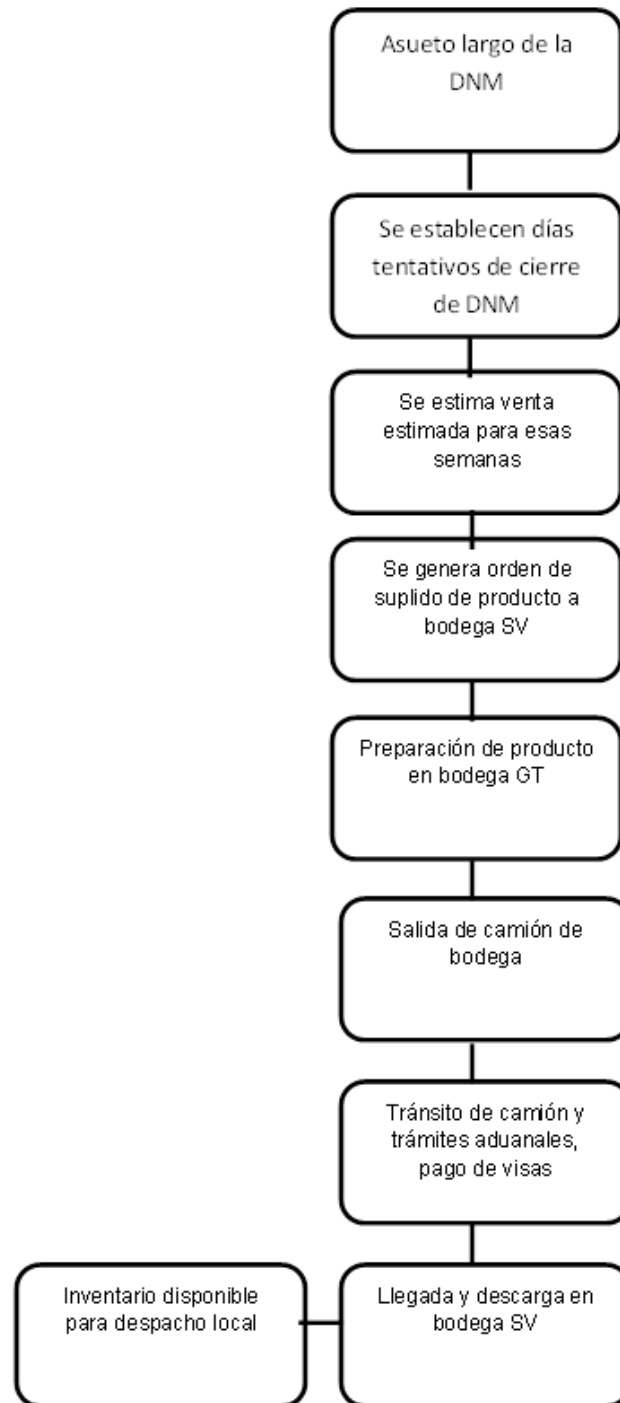 Asueto largo de la
DNM
Se establecen días
tentativos de cierre
de DNM
Se estima venta
estimada para esas
semanas
Se genera orden de
suplido de producto a
bodega SV
Preparación de producto
en bodega GT
Salida de camión de
bodega
Tránsito de camión y
trámites aduanales,
pago de visas
Llegada y descarga en
bodega SV
Inventario disponible
para despacho local